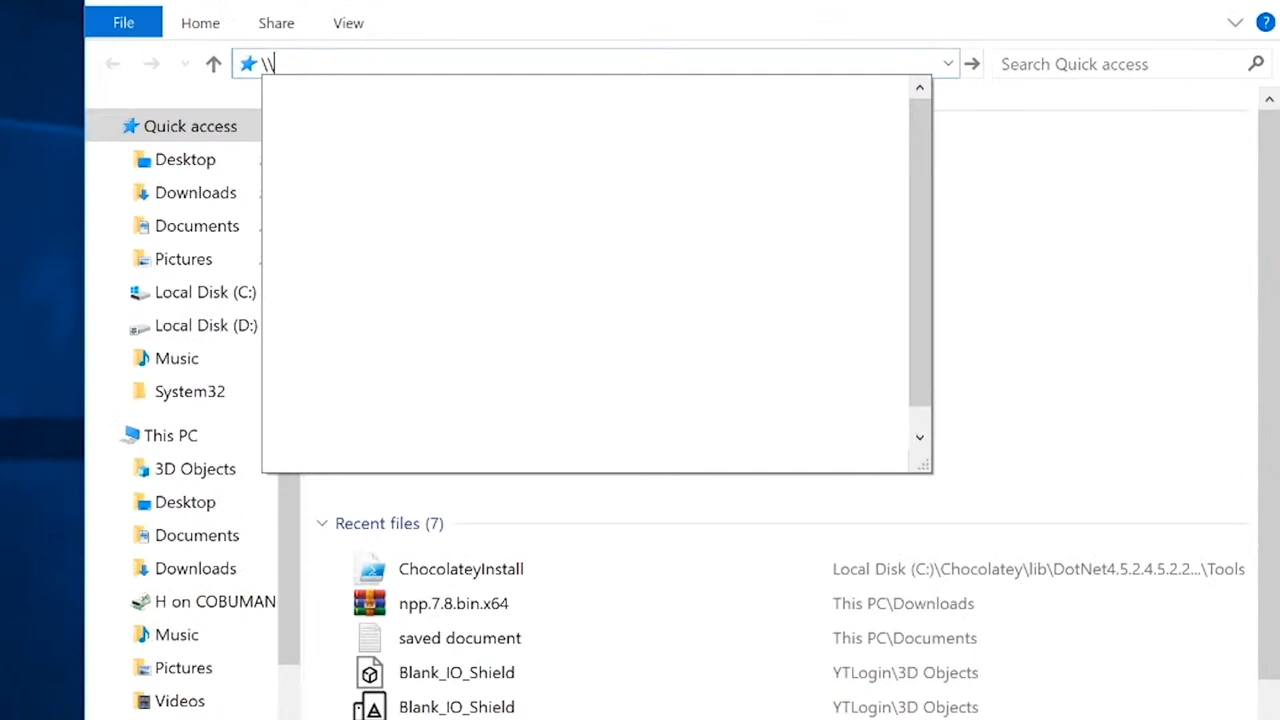 File Home Share View
\\
Search Quick access
Quick access
Desktop
Downloads
Documents
Pictures
Local Disk (C:)
Local Disk (D:)
Music
System32
This PC
3D Objects
Desktop
Documents
Downloads
H on COBUMAN
Music
Pictures
Videos
Recent files (7)
ChocolateyInstall Local Disk (C:)\Chocolatey\lib\DotNet4.5.2.4.5.2.2...\Tools
npp.7.8.bin.x64 This PC\Downloads
saved document This PC\Documents
Blank_IO_Shield YTLogin\3D Objects
Blank_IO_Shield YTLogin\3D Objects